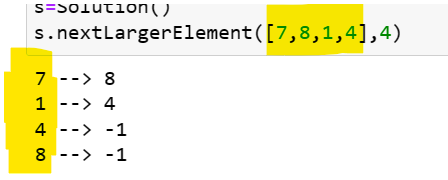 s=Solution()
s.nextLargerElement([7,8,1,4],4)
7 --> 8
1 --> 4
4 --> -1
8 --> -1